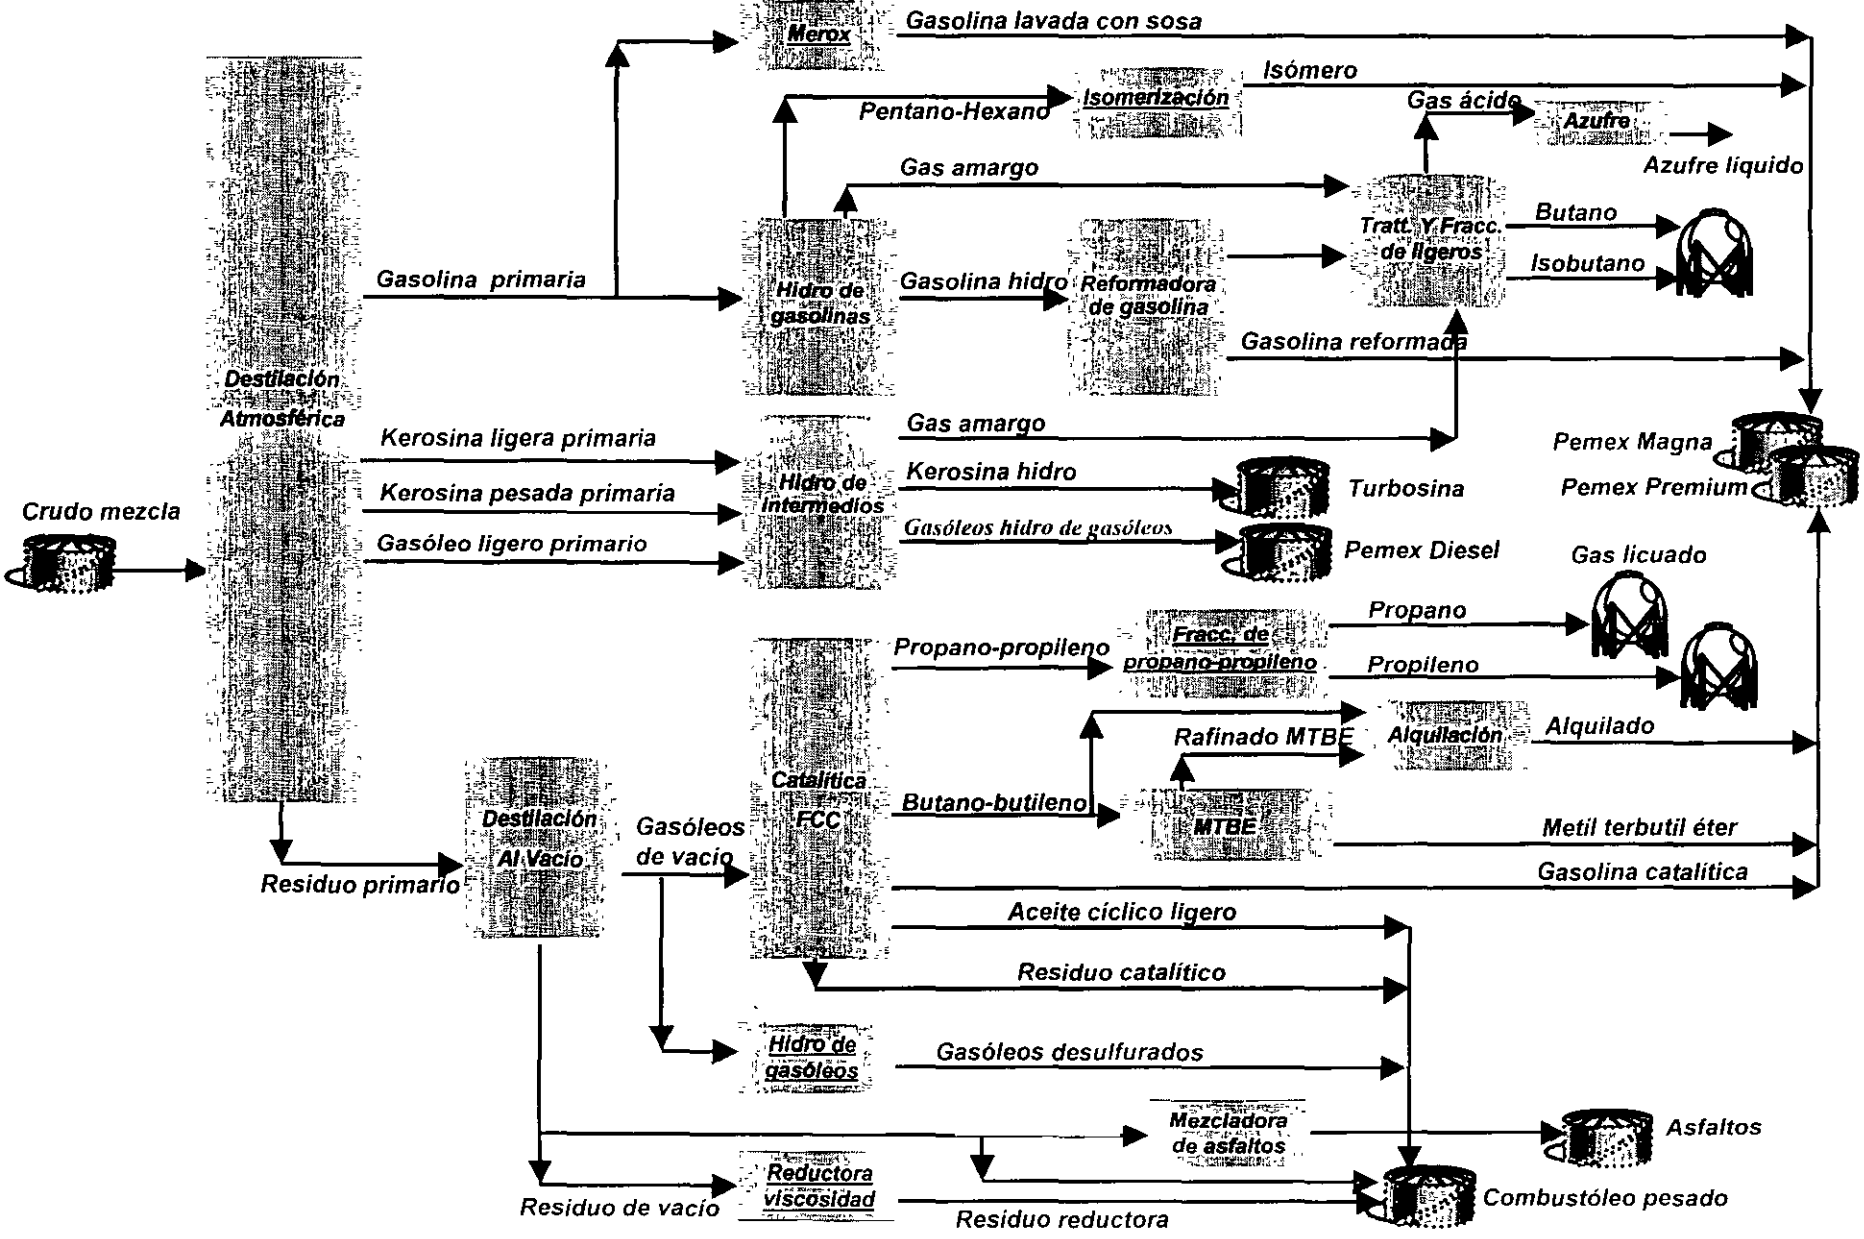 Merox
Gasolina lavada con sosa
Isómero
Pentano-Hexano
Isomerización
Gas ácido
Azufre
Azufre líquido
Gas amargo
Tratt. Y Fracc.
de ligeros
Butano
Isobutano
Gasolina primaria
Hidro de
gasolinas
Gasolina hidro
Reformadora
de gasolina
Gasolina reformada
Destilación
Atmosférica
Kerosina ligera primaria
Kerosina pesada primaria
Gasóleo ligero primario
Crudo mezcla
Hidro de
intermedios
Gas amargo
Kerosina hidro
Turbosina
Gasóleos hidro de gasóleos
Pemex Diesel
Pemex Magna
Pemex Premium
Gas licuado
Propano-propileno
Fracc. de
propano-propileno
Propano
Propileno
Rafinado MTBE
Alquilación
Alquilado
Catalítica
FCC
Butano-butileno
MTBE
Metil terbutil éter
Gasolina catalítica
Destilación
Al Vacío
Gasóleos
de vacío
Residuo primario
Aceite cíclico ligero
Residuo catalítico
Hidro de
gasóleos
Gasóleos desulfurados
Mezcladora
de asfaltos
Asfaltos
Reductora
viscosidad
Residuo de vacío
Residuo reductora
Combustóleo pesado